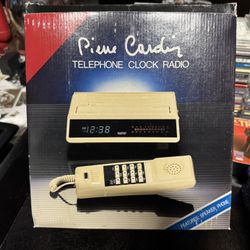 Pierre Cardin
TELEPHONE CLOCK RADIO
12:38
FEATURES SPEAKER PHONE